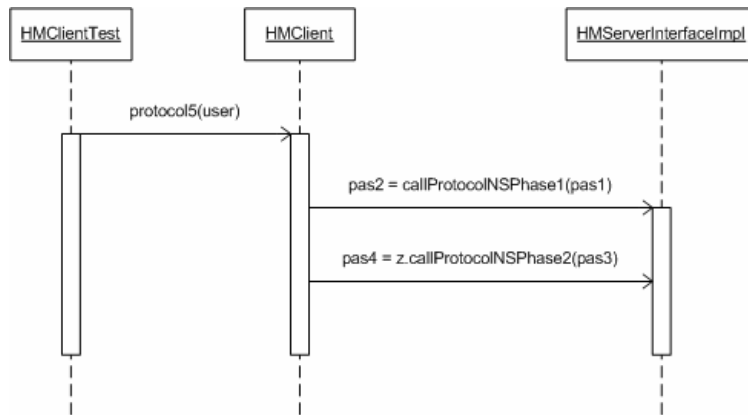 HMClientTest
HMClient
HMServerInterfaceImpl
protocol5(user)
pas2 = callProtocolNSPhase1(pas1)
pas4 = z.callProtocolNSPhase2(pas3)